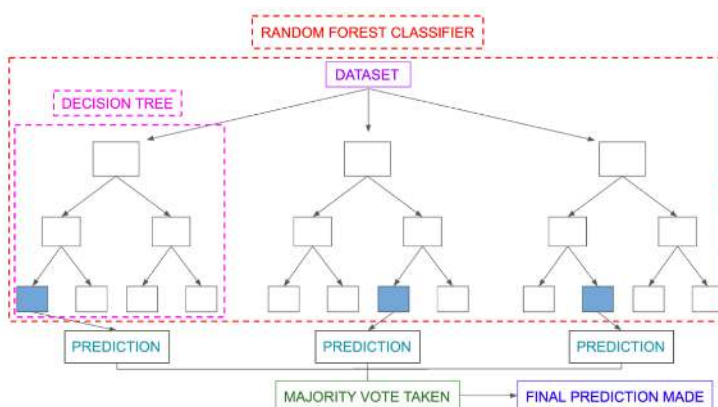 RANDOM FOREST CLASSIFIER
DATASET
DECISION TREE
PREDICTION
PREDICTION
PREDICTION
MAJORITY VOTE TAKEN
FINAL PREDICTION MADE